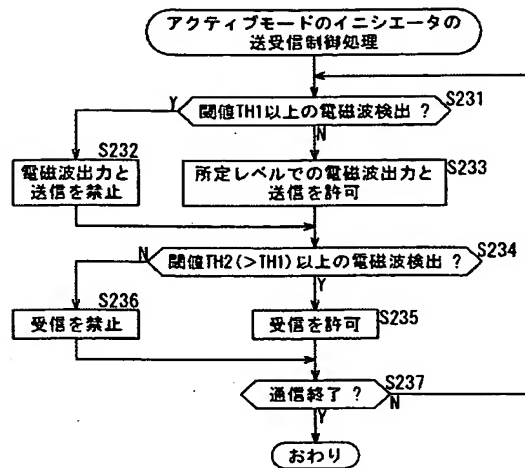 アクティブモードのイニシエータの
送受信制御処理
閾値TH1以上の電磁波検出 ?
S231
Y
N
S232
電磁波出力と
送信を禁止
所定レベルでの電磁波出力と
送信を許可
S233
閾値TH2(>TH1)以上の電磁波検出 ?
S234
N
Y
S236
受信を禁止
受信を許可
S235
通信終了 ?
S237
N
Y
おわり